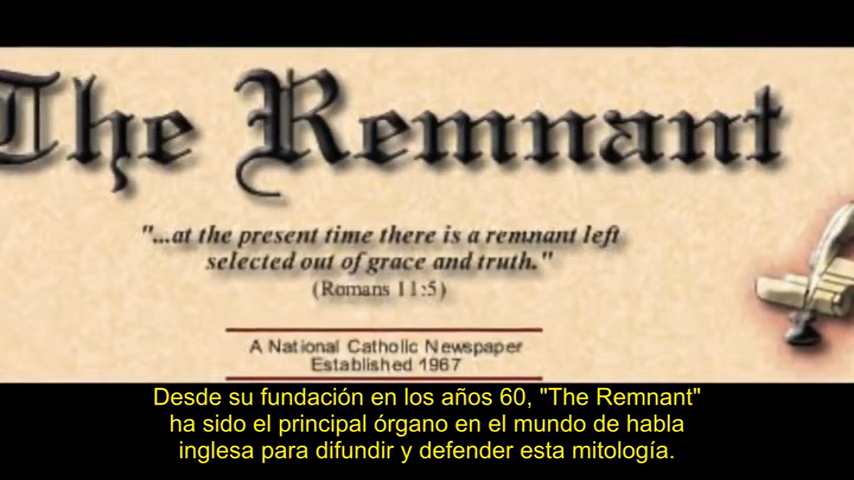 The Remnant
"...at the present time there is a remnant left
selected out of grace and truth."
(Romans 11:5)
A National Catholic Newspaper
Established 1967
Desde su fundación en los años 60, "The Remnant"
ha sido el principal órgano en el mundo de habla
inglesa para difundir y defender esta mitología.